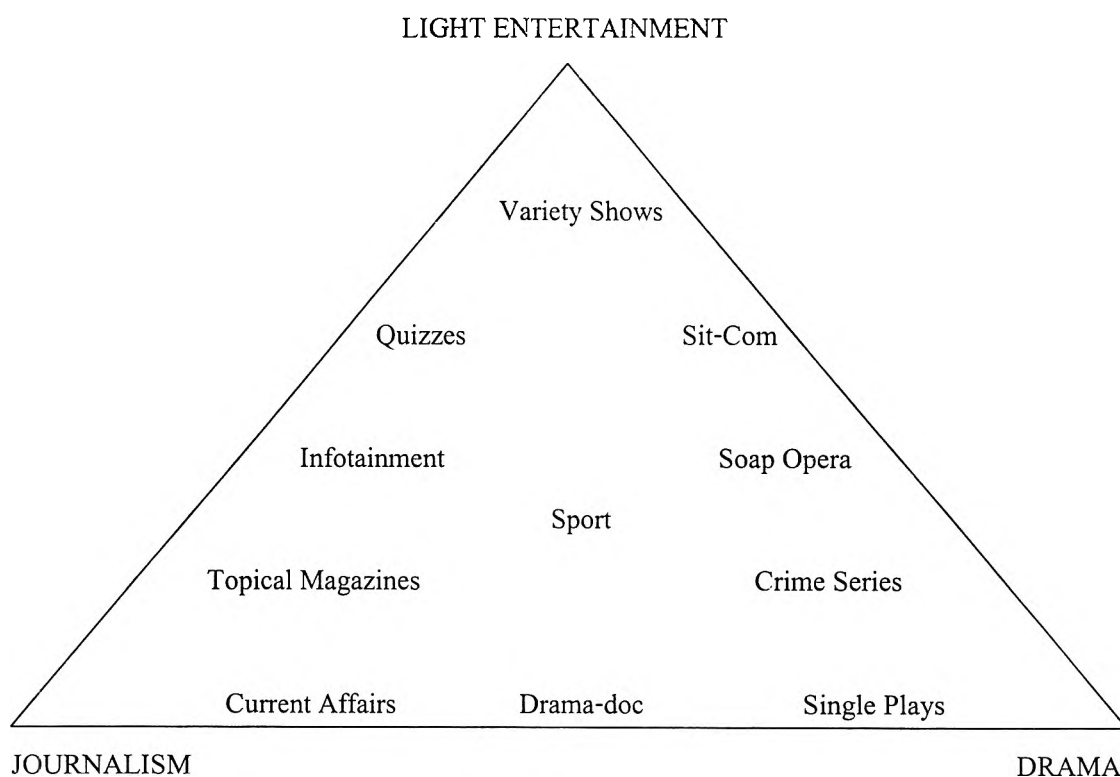 LIGHT ENTERTAINMENT
Variety Shows
Quizzes
Sit-Com
Infotainment
Soap Opera
Sport
Topical Magazines
Crime Series
Current Affairs
Drama-doc
Single Plays
JOURNALISM
DRAMA